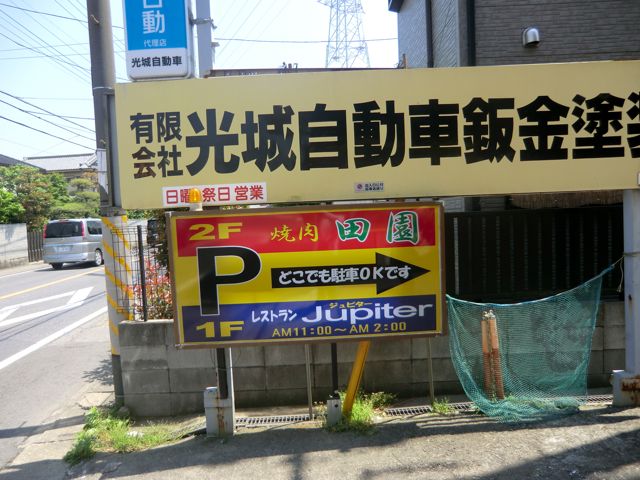 自動
代理店
光城自動車
有限会社 光城自動車鈑金塗装
日曜 祭日 営業
2F 焼肉 田園
P どこでも駐車OKです
ジュピター
1F レストラン Jupiter
AM11:00～AM2:00